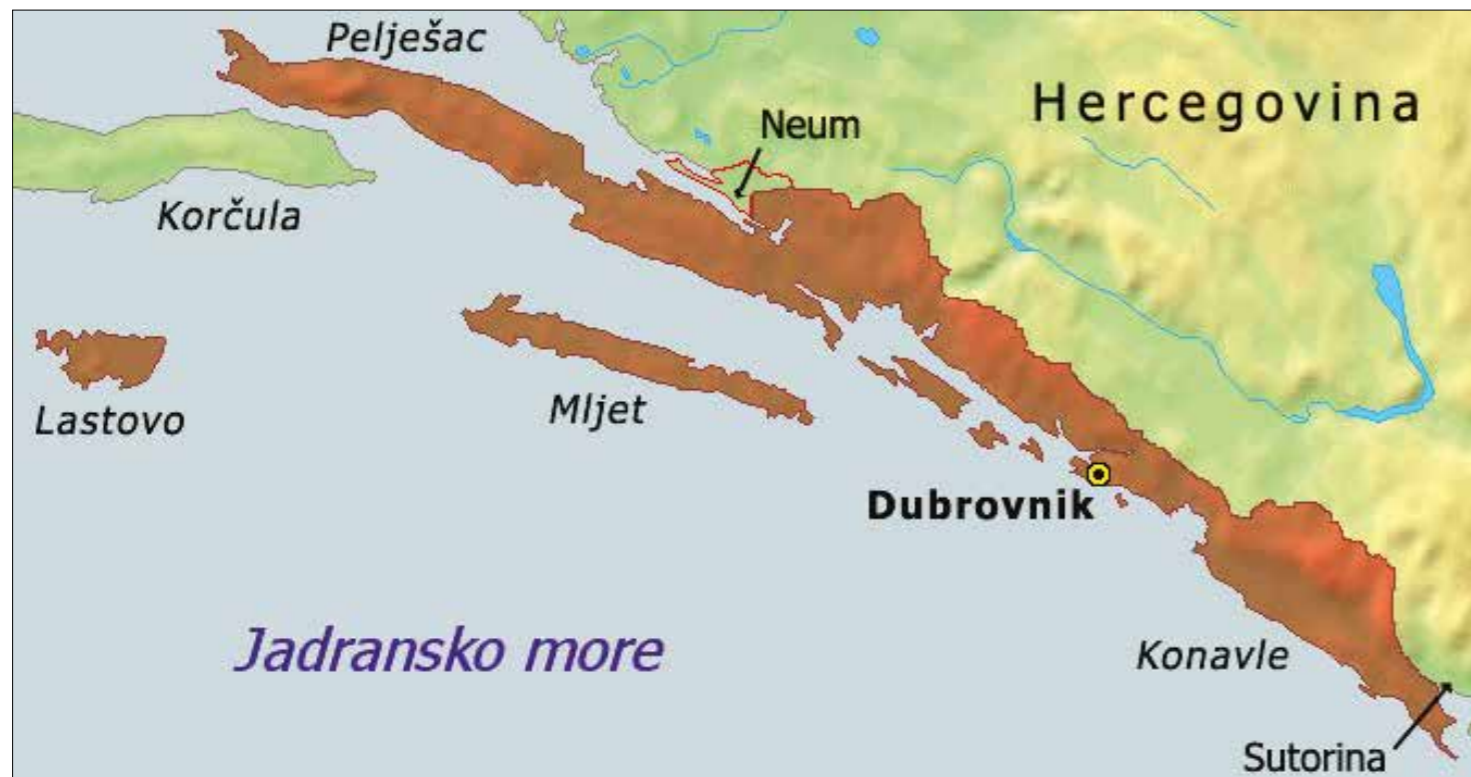 Pelješac
Hercegovina
Neum
Korčula
Lastovo
Mljet
Dubrovnik
Jadransko more
Konavle
Sutorina